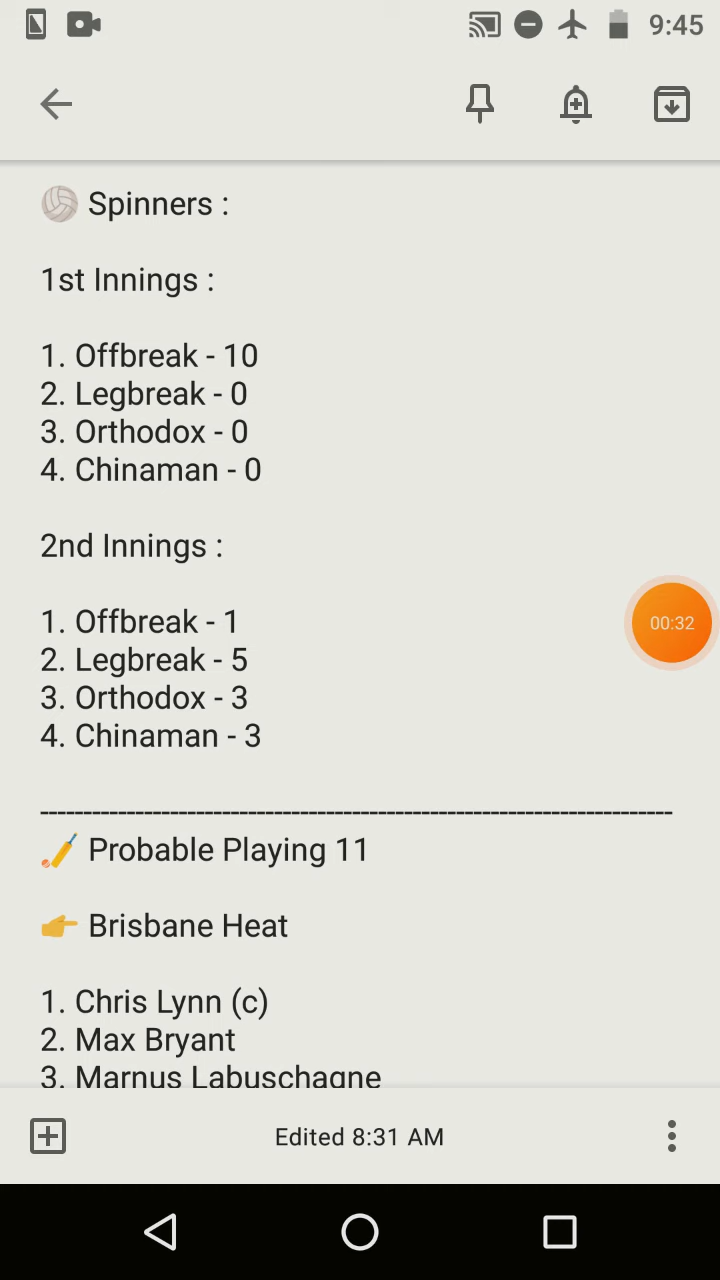 9:45
Spinners :
1st Innings :
1. Offbreak - 10
2. Legbreak - 0
3. Orthodox - 0
4. Chinaman - 0
2nd Innings :
1. Offbreak - 1
2. Legbreak - 5
3. Orthodox - 3
4. Chinaman - 3
00:32
--------------------------------------------------------------------------
Probable Playing 11
Brisbane Heat
1. Chris Lynn (c)
2. Max Bryant
3. Marnus Labuschagne
Edited 8:31 AM